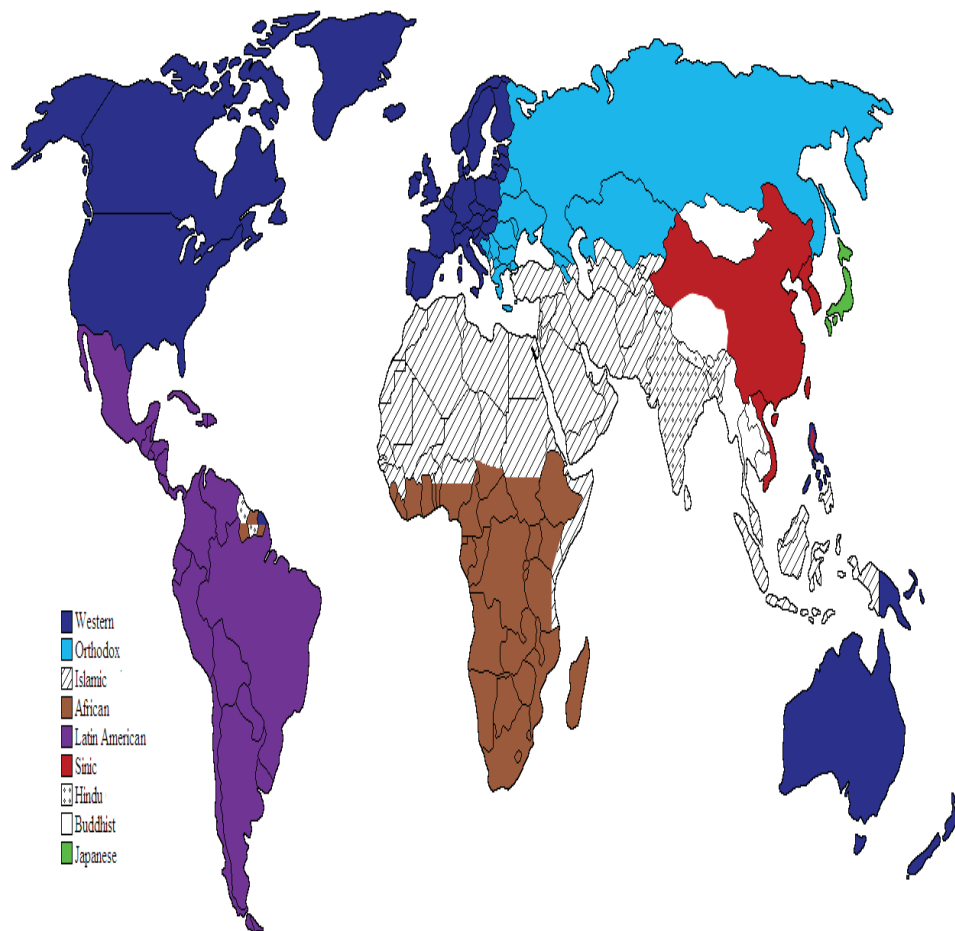 Western
Orthodox
Islamic
African
Latin American
Sinic
Hindu
Buddhist
Japanese